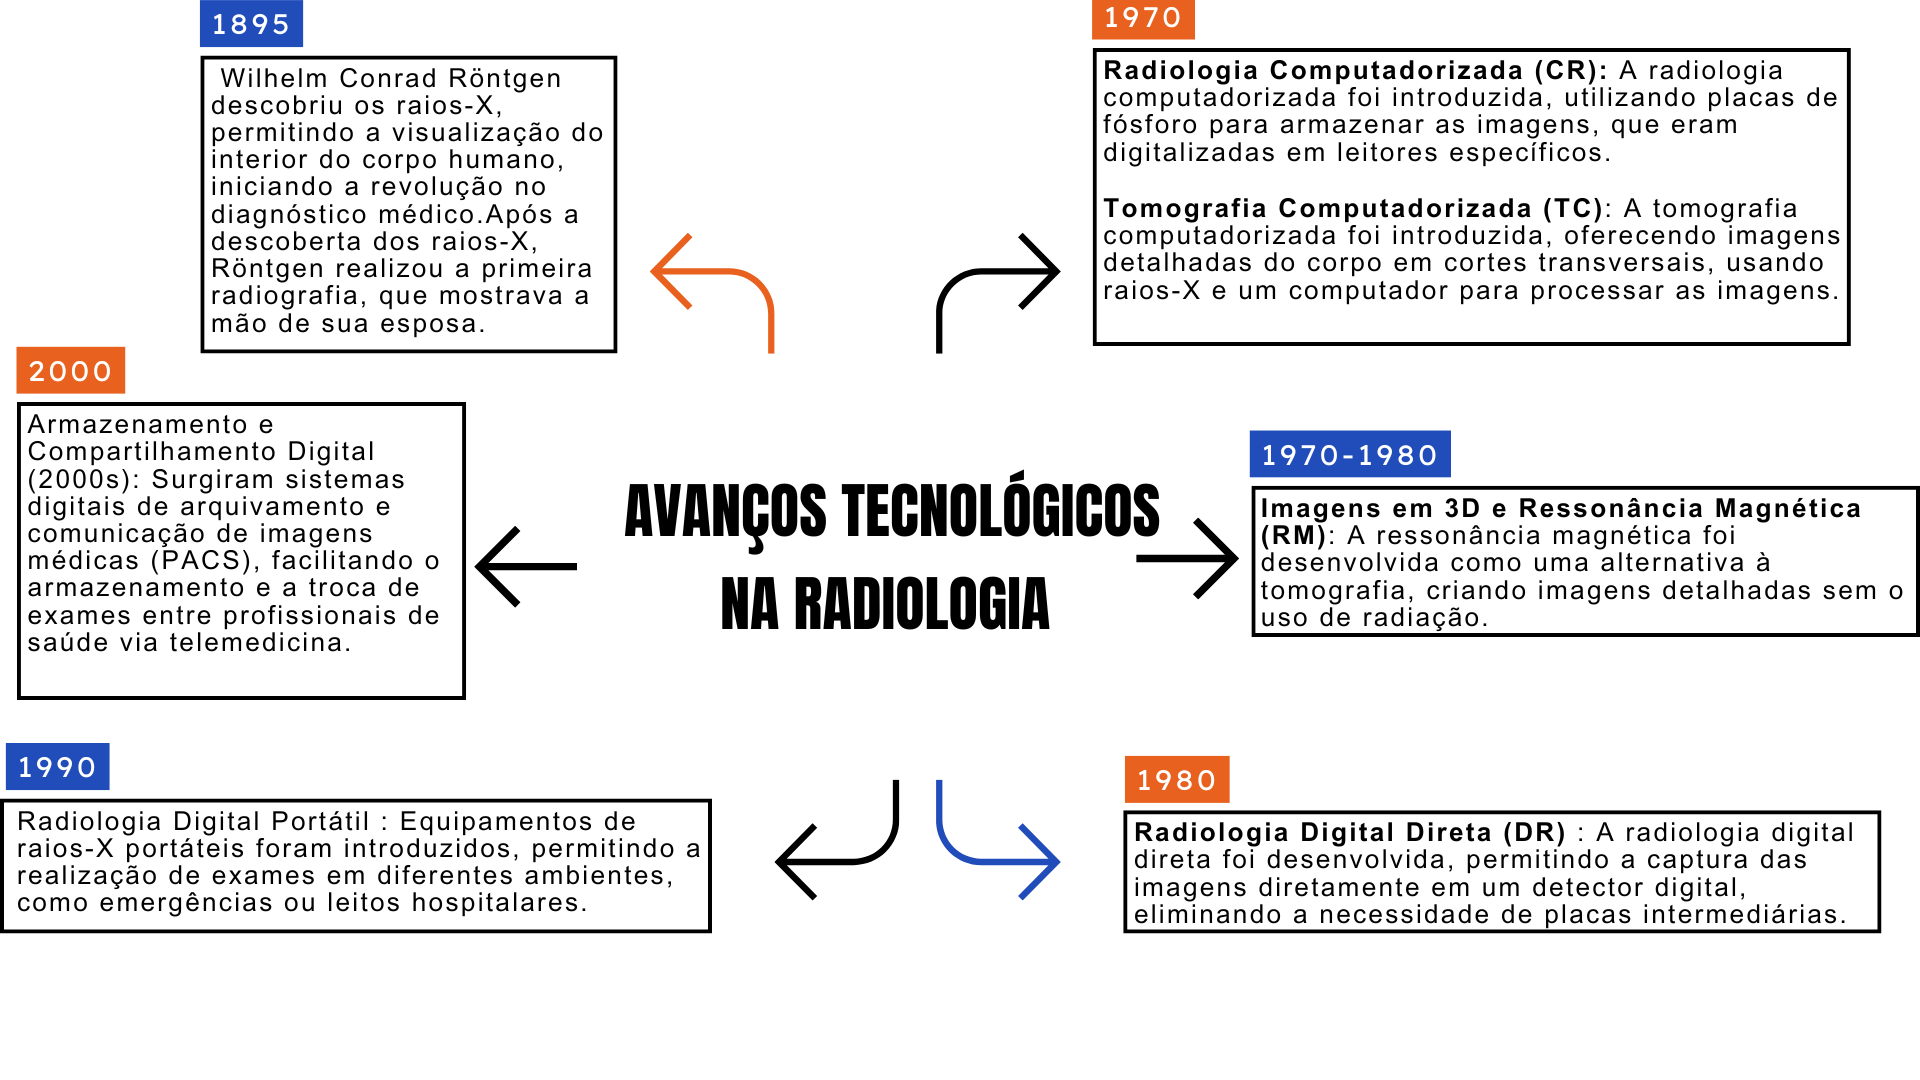 1895
Wilhelm Conrad Röntgen
descobriu os raios-X,
permitindo a visualização do
interior do corpo humano,
iniciando a revolução no
diagnóstico médico.Após a
descoberta dos raios-X,
Röntgen realizou a primeira
radiografia, que mostrava a
mão de sua esposa.
1970
Radiologia Computadorizada (CR): A radiologia
computadorizada foi introduzida, utilizando placas de
fósforo para armazenar as imagens, que eram
digitalizadas em leitores específicos.
Tomografia Computadorizada (TC): A tomografia
computadorizada foi introduzida, oferecendo imagens
detalhadas do corpo em cortes transversais, usando
raios-X e um computador para processar as imagens.
2000
Armazenamento e
Compartilhamento Digital
(2000s): Surgiram sistemas
digitais de arquivamento e
comunicação de imagens
médicas (PACS), facilitando o
armazenamento e a troca de
exames entre profissionais de
saúde via telemedicina.
AVANÇOS TECNOLÓGICOS
NA RADIOLOGIA
1970-1980
Imagens em 3D e Ressonância Magnética
(RM): A ressonância magnética foi
desenvolvida como uma alternativa à
tomografia, criando imagens detalhadas sem o
uso de radiação.
1990
Radiologia Digital Portátil : Equipamentos de
raios-X portáteis foram introduzidos, permitindo a
realização de exames em diferentes ambientes,
como emergências ou leitos hospitalares.
1980
Radiologia Digital Direta (DR) : A radiologia digital
direta foi desenvolvida, permitindo a captura das
imagens diretamente em um detector digital,
eliminando a necessidade de placas intermediárias.